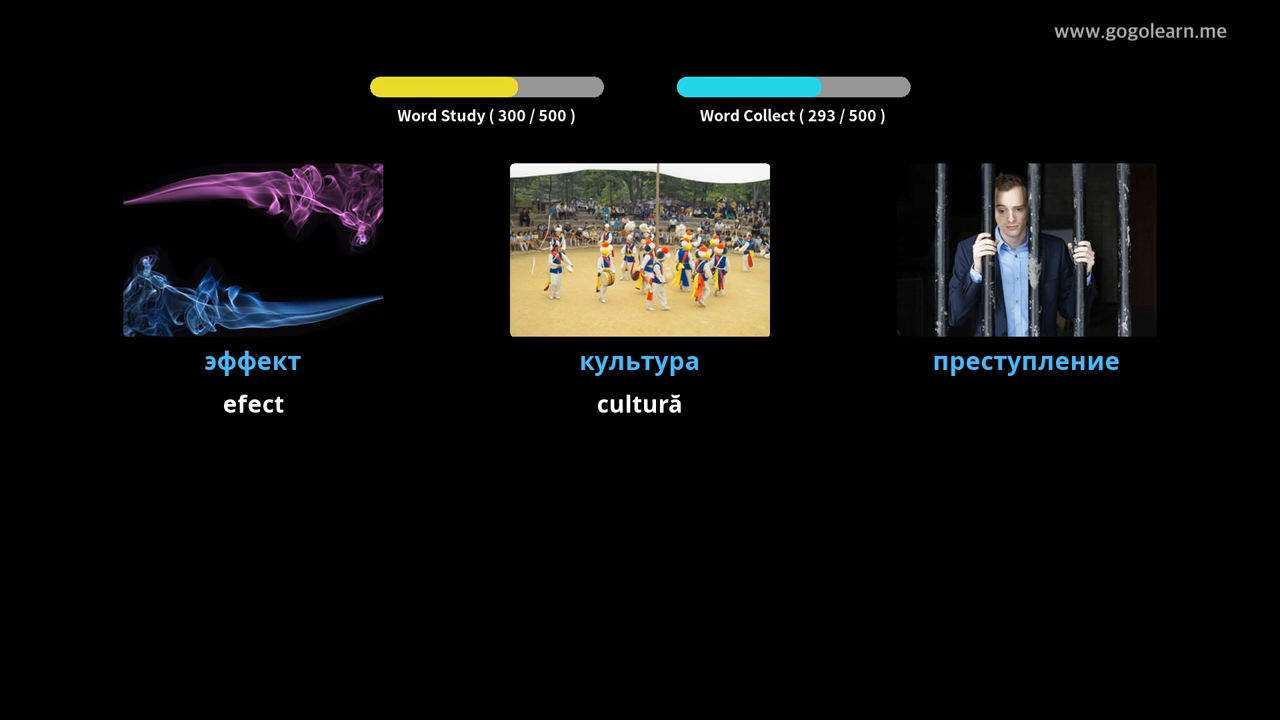 www.gogolearn.me
Word Study ( 300 / 500 )
Word Collect ( 293 / 500 )
эффект
культура
преступление
efect
cultură